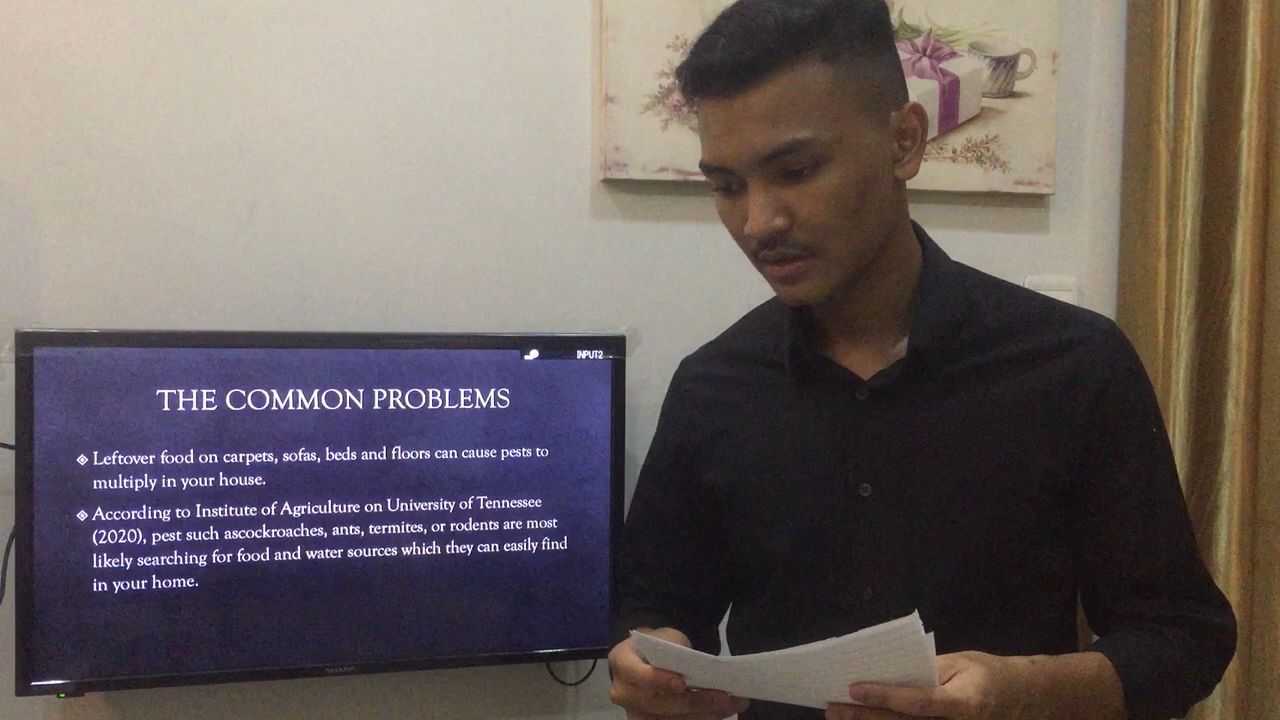 INPUT2
THE COMMON PROBLEMS
Leftover food on carpets, sofas, beds and floors can cause pests to
multiply in your house.
According to Institute of Agriculture on University of Tennessee
(2020), pest such ascockroaches, ants, termites, or rodents are most
likely searching for food and water sources which they can easily find
in your home.
SHARP